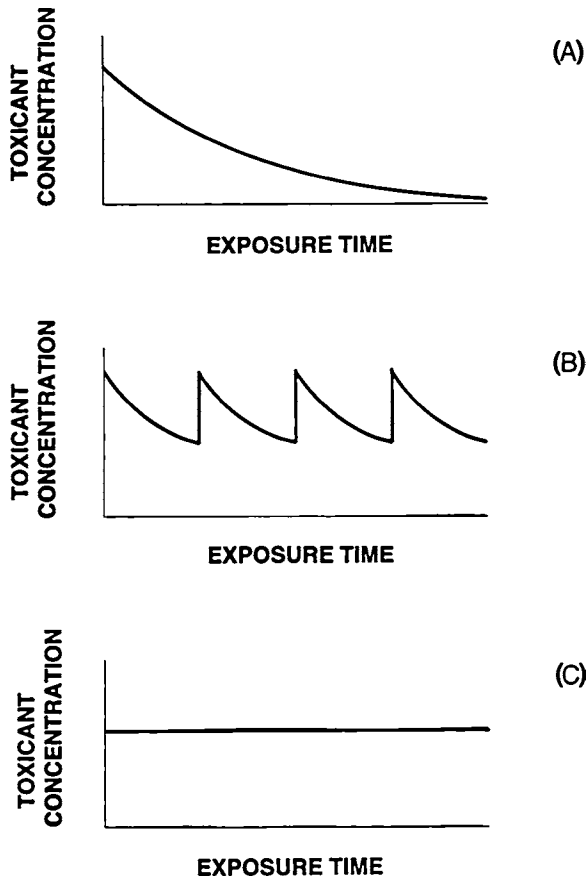 (A)
TOXICANT
CONCENTRATION
EXPOSURE TIME
(B)
TOXICANT
CONCENTRATION
EXPOSURE TIME
(C)
TOXICANT
CONCENTRATION
EXPOSURE TIME